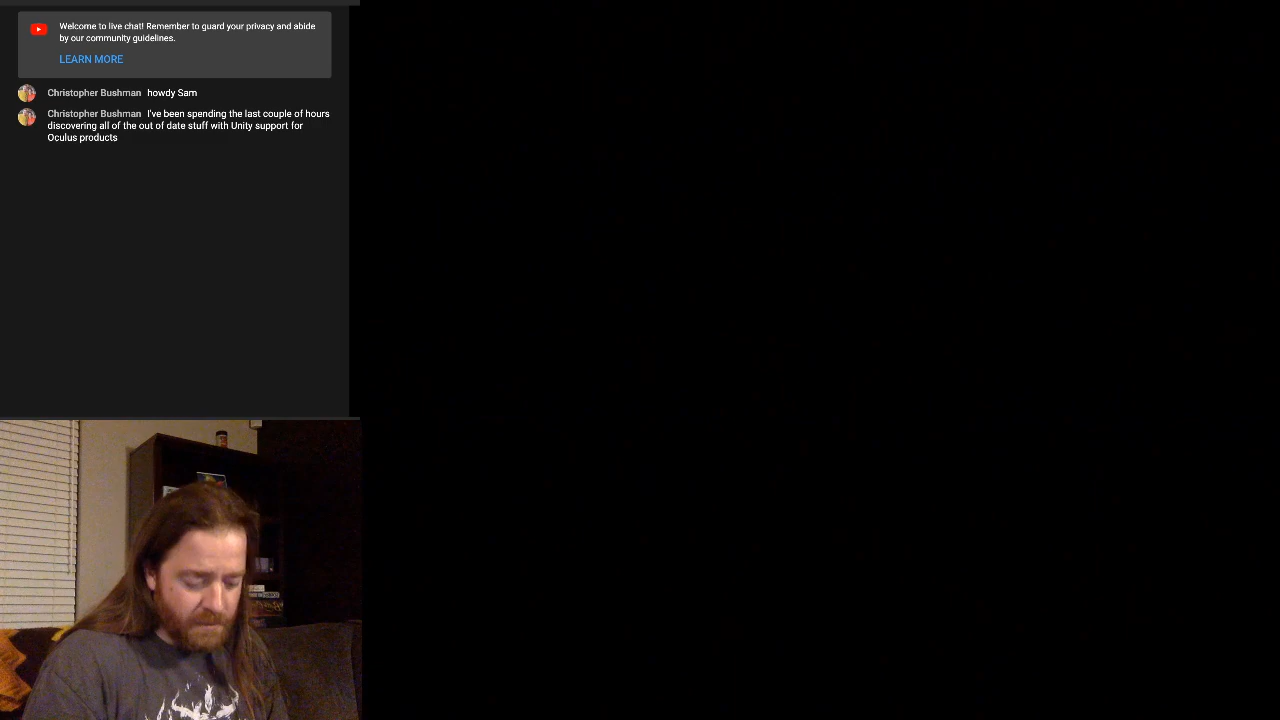 Welcome to live chat! Remember to guard your privacy and abide
by our community guidelines.
LEARN MORE
Christopher Bushman howdy Sam
Christopher Bushman I've been spending the last couple of hours
discovering all of the out of date stuff with Unity support for
Oculus products